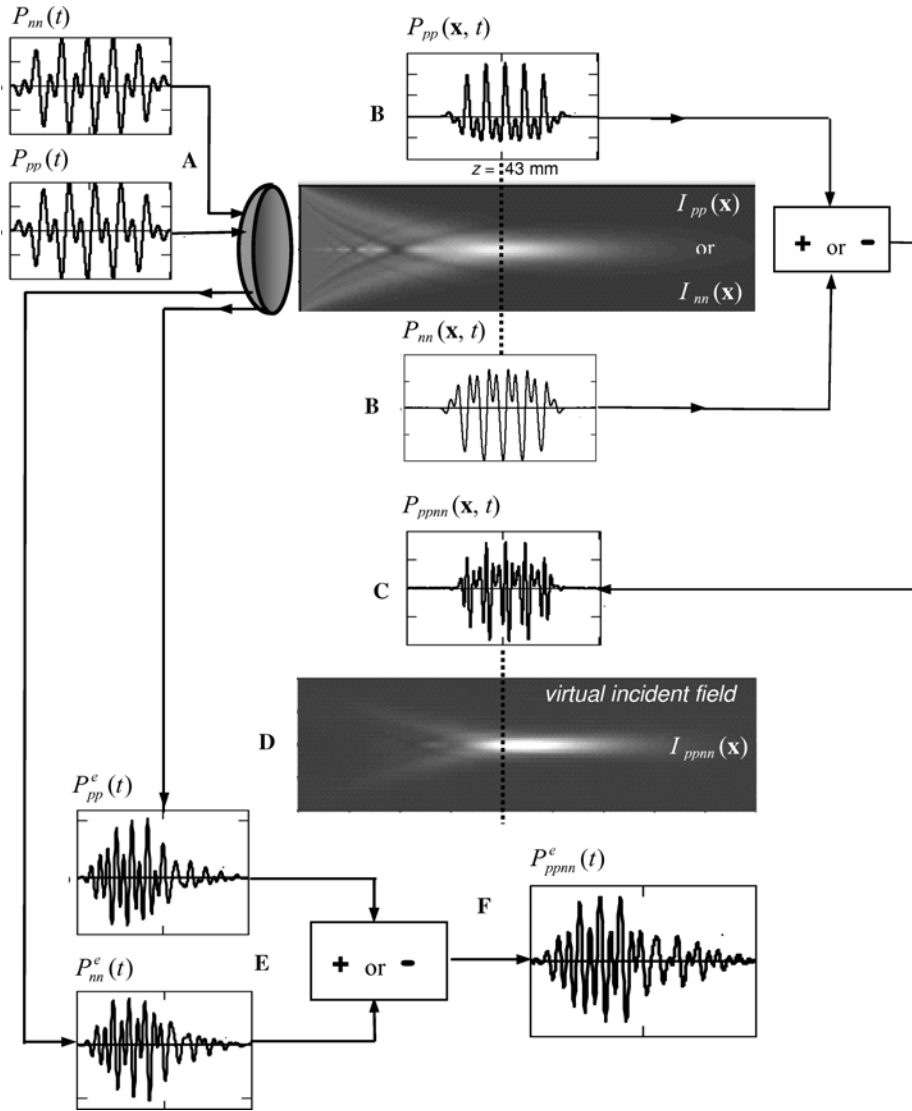 P_nn(t)
P_pp(t)
A
P_pp(x, t)
B
z = 43 mm
I_pp(x)
or
I_nn(x)
+ or -
P_nn(x, t)
B
P_ppnn(x, t)
C
virtual incident field
D
I_ppnn(x)
P^e_pp(t)
P^e_nn(t)
E
+ or -
F
P^e_ppnn(t)